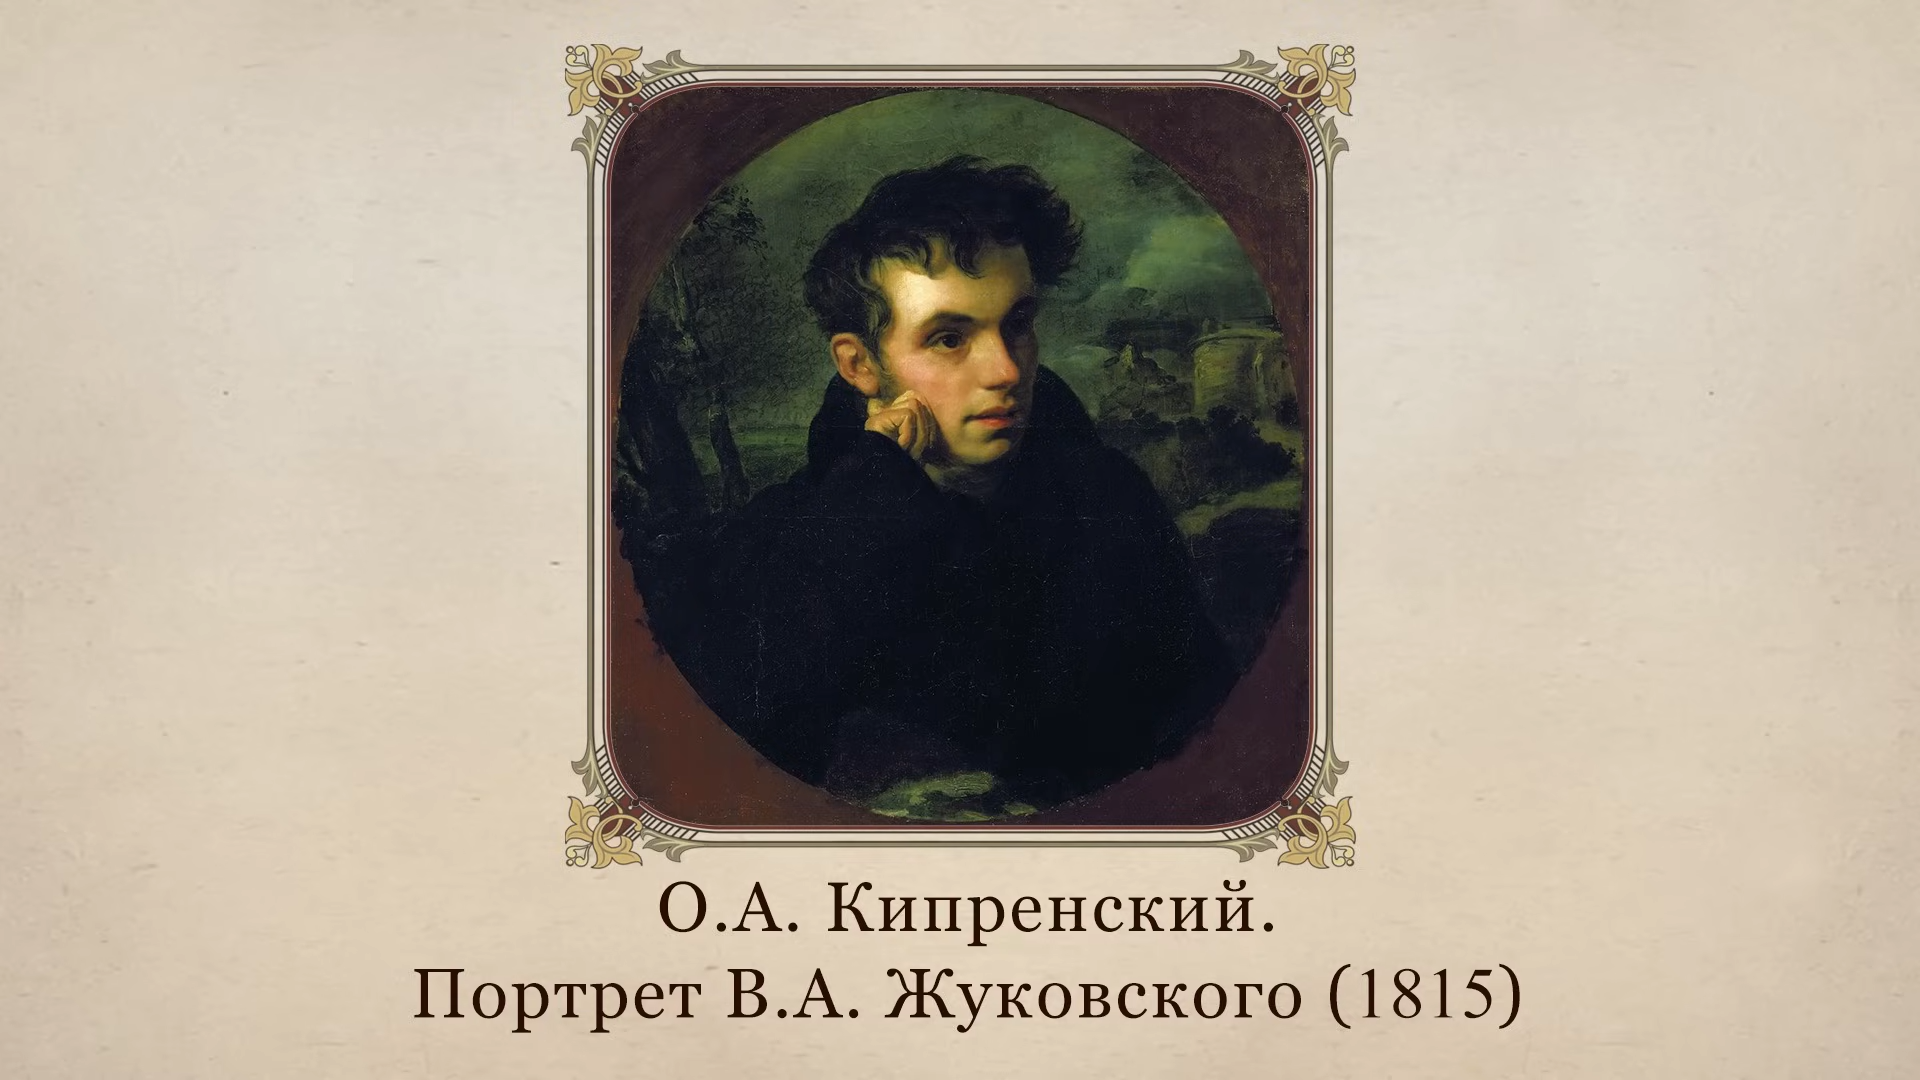 О.А. Кипренский.
Портрет В.А. Жуковского (1815)